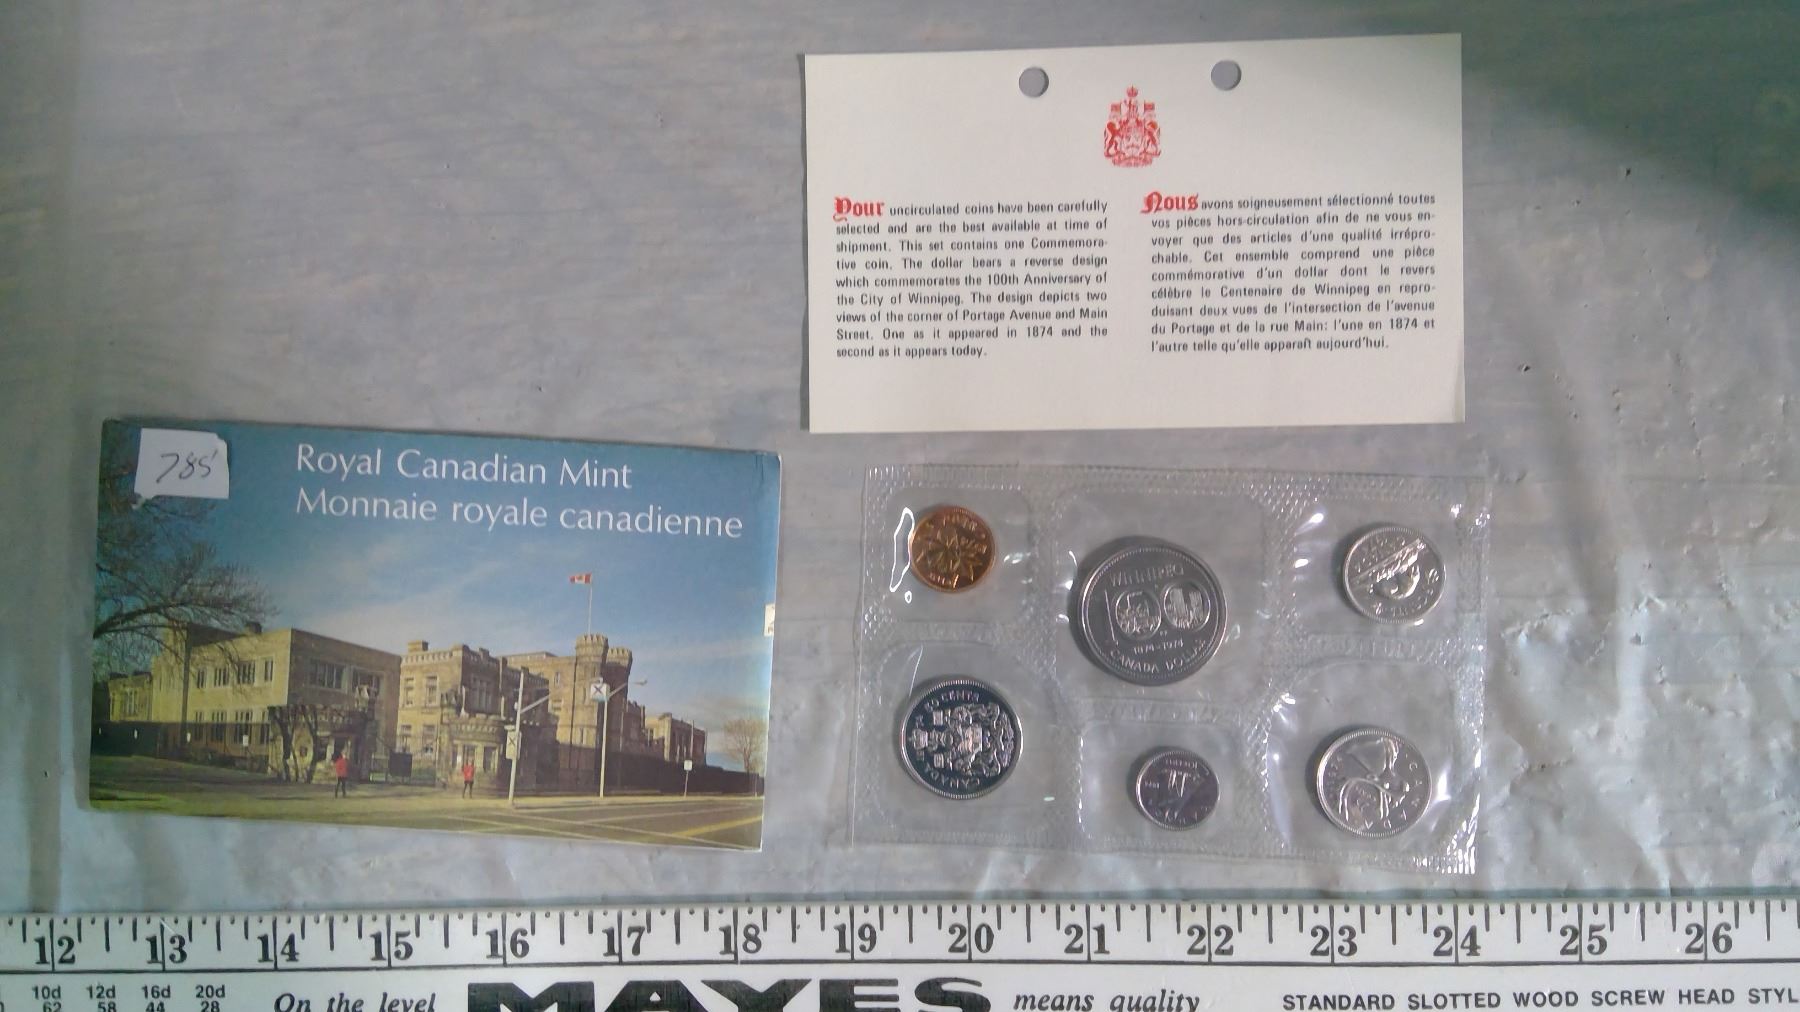 Your uncirculated coins have been carefully
selected and are the best available at time of
shipment. This set contains one Commemora-
tive coin. The dollar bears a reverse design
which commemorates the 100th Anniversary of
the City of Winnipeg. The design depicts two
views of the corner of Portage Avenue and Main
Street. One as it appeared in 1874 and the
second as it appears today.
Nous avons soigneusement sélectionné toutes
vos pièces hors-circulation afin de ne vous en-
voyer que des articles d'une qualité irrépro-
chable. Cet ensemble comprend une pièce
commémorative d'un dollar dont le revers
célèbre le Centenaire de Winnipeg en repro-
duisant deux vues de l'intersection de l'avenue
du Portage et de la rue Main: l'une en 1874 et
l'autre telle qu'elle apparaît aujourd'hui.
785
Royal Canadian Mint
Monnaie royale canadienne
WINNIPEG
100
1874-1974
CANADA DOLLAR
50 CENTS
CANADA
12 13 14 15 16 17 18 19 20 21 22 23 24 25 26
10d 12d 16d 20d
62 58 44 28
On the level MAYES means quality
STANDARD SLOTTED WOOD SCREW HEAD STYL